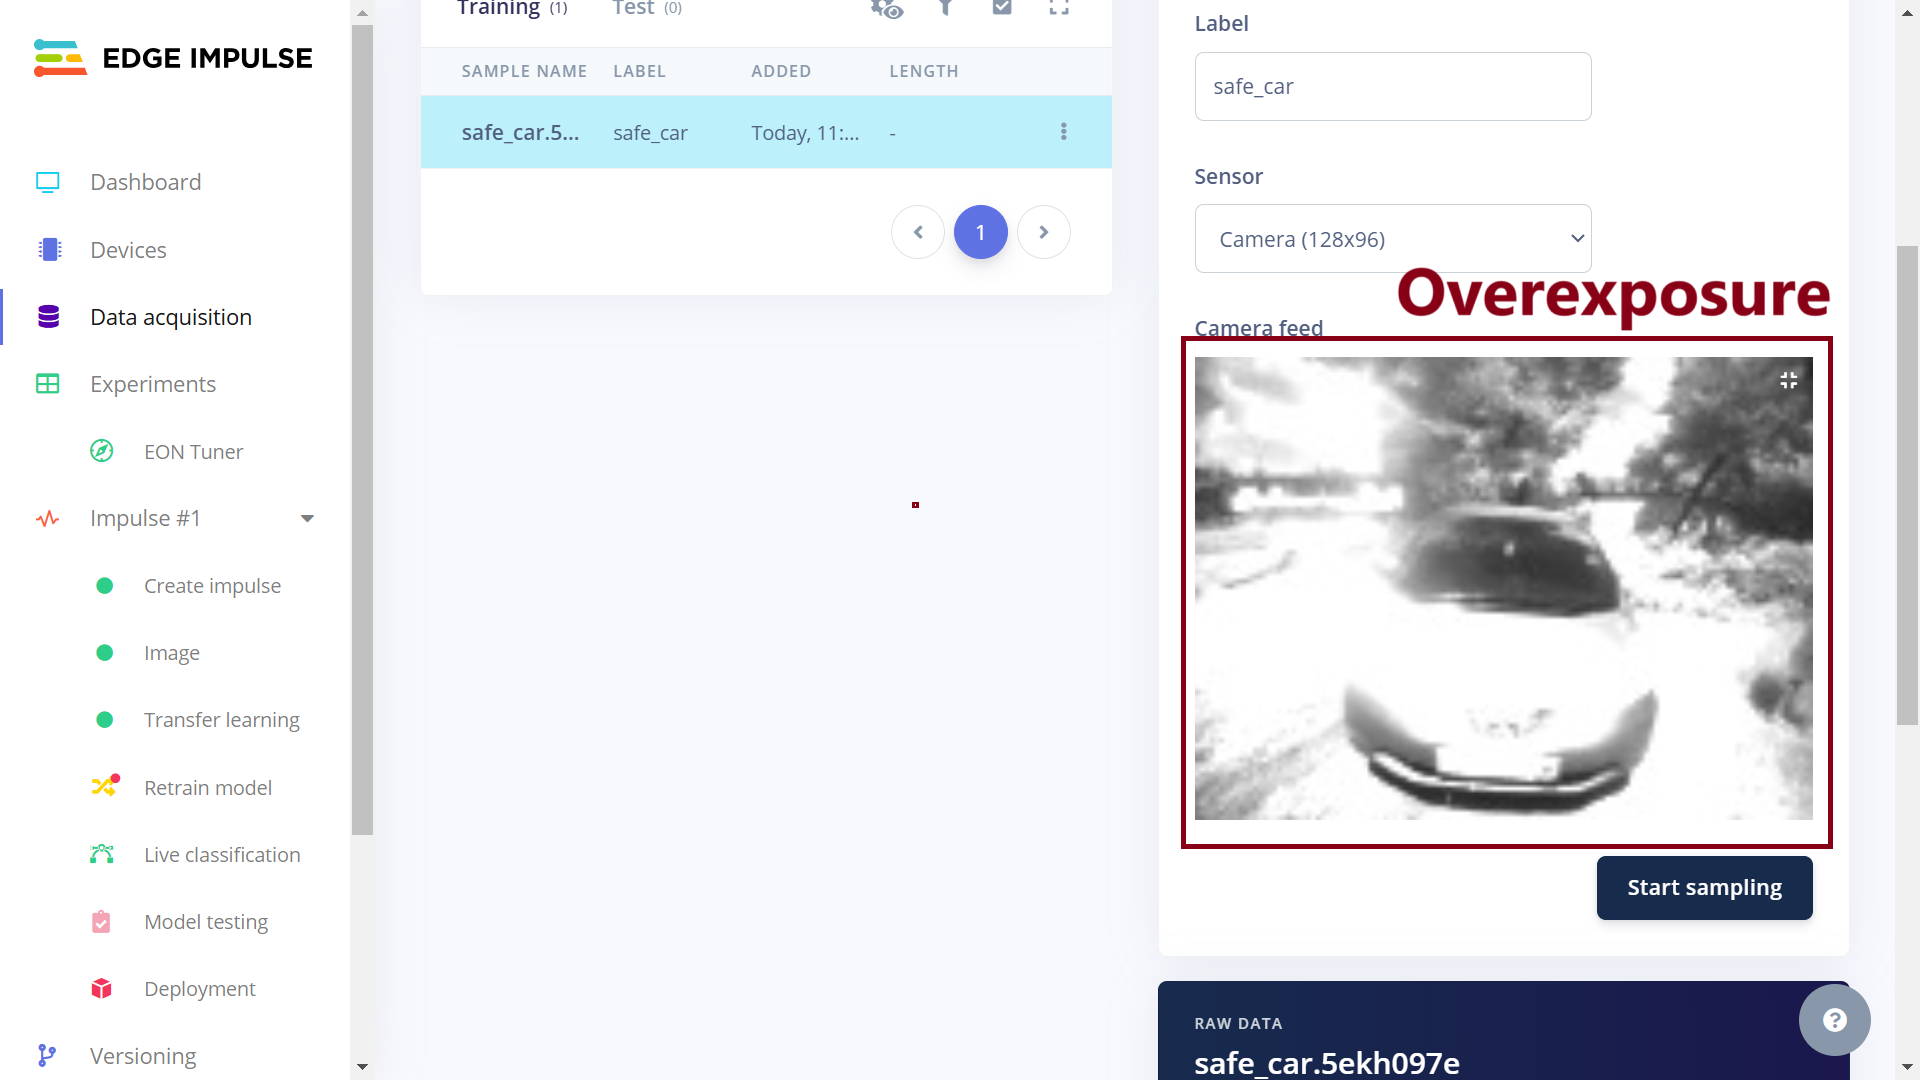 EDGE IMPULSE
Dashboard
Devices
Data acquisition
Experiments
EON Tuner
Impulse #1
Create impulse
Image
Transfer learning
Retrain model
Live classification
Model testing
Deployment
Versioning
Training (1) Test (0)
SAMPLE NAME LABEL ADDED LENGTH
safe_car.5... safe_car Today, 11:... -
1
Label
safe_car
Sensor
Camera (128x96)
Overexposure
Camera feed
Start sampling
RAW DATA
safe_car.5ekh097e